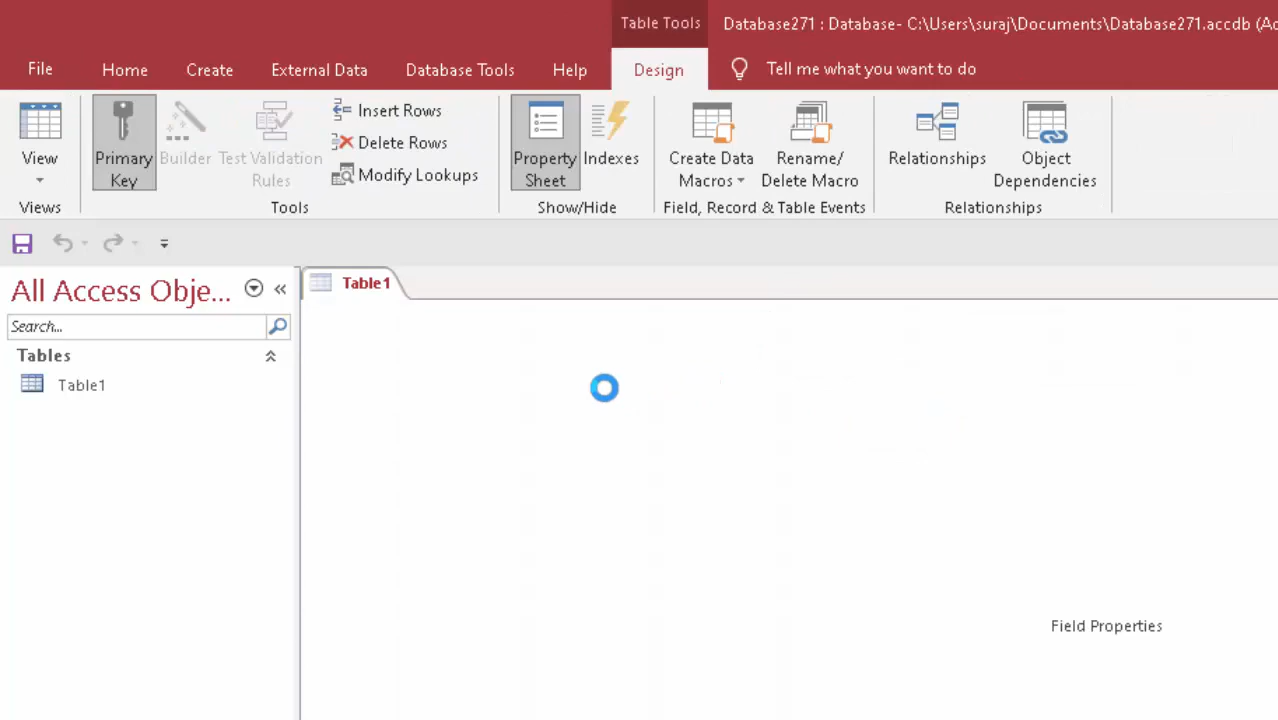 Table Tools
Database271 : Database- C:\Users\suraj\Documents\Database271.accdb (Ac
File
Home
Create
External Data
Database Tools
Help
Design
Tell me what you want to do
View
Views
Primary
Key
Builder
Test Validation
Rules
Insert Rows
Delete Rows
Modify Lookups
Tools
Property
Sheet
Indexes
Show/Hide
Create Data
Macros
Rename/
Delete Macro
Field, Record & Table Events
Relationships
Object
Dependencies
Relationships
All Access Obje...
Table1
Search...
Tables
Table1
Field Properties